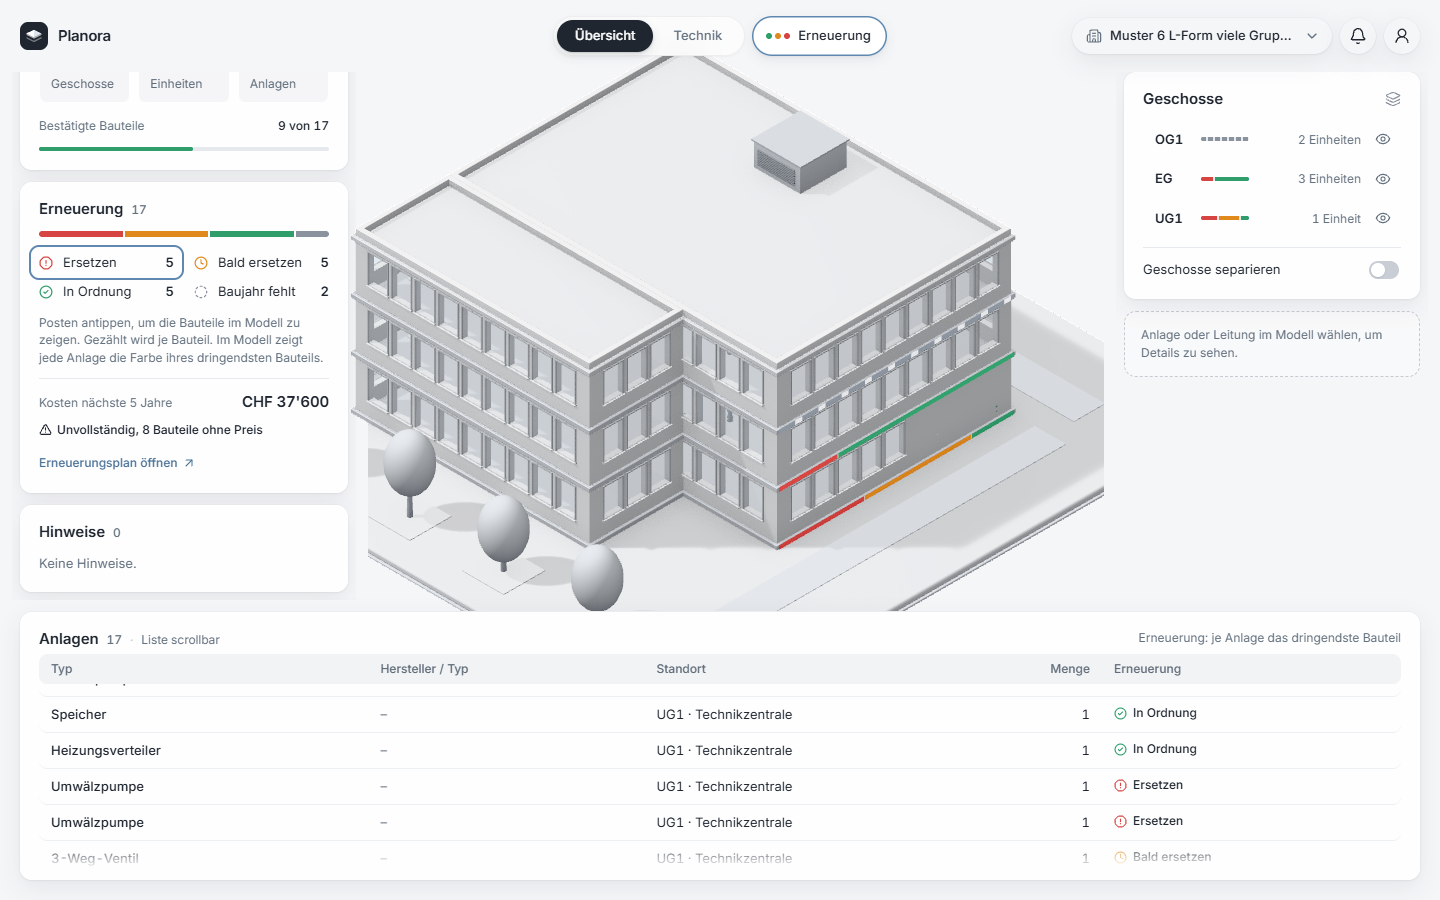 Planora
Übersicht
Technik
Erneuerung
Muster 6 L-Form viele Grup...
Geschosse
Einheiten
Anlagen
Bestätigte Bauteile
9 von 17
Erneuerung 17
Ersetzen 5
Bald ersetzen 5
In Ordnung 5
Baujahr fehlt 2
Posten antippen, um die Bauteile im Modell zu
zeigen. Gezählt wird je Bauteil. Im Modell zeigt
jede Anlage die Farbe ihres dringendsten Bauteils.
Kosten nächste 5 Jahre
CHF 37'600
Unvollständig, 8 Bauteile ohne Preis
Erneuerungsplan öffnen
Hinweise 0
Keine Hinweise.
Geschosse
OG1 2 Einheiten
EG 3 Einheiten
UG1 1 Einheit
Geschosse separieren
Anlage oder Leitung im Modell wählen, um
Details zu sehen.
Anlagen 17 · Liste scrollbar
Erneuerung: je Anlage das dringendste Bauteil
Typ Hersteller / Typ Standort Menge Erneuerung
Speicher – UG1 · Technikzentrale 1 In Ordnung
Heizungsverteiler – UG1 · Technikzentrale 1 In Ordnung
Umwälzpumpe – UG1 · Technikzentrale 1 Ersetzen
Umwälzpumpe – UG1 · Technikzentrale 1 Ersetzen
3-Weg-Ventil – UG1 · Technikzentrale 1 Bald ersetzen